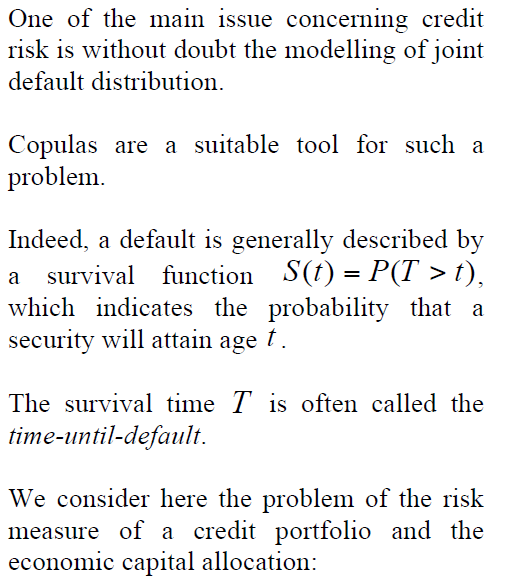 One of the main issue concerning credit
risk is without doubt the modelling of joint
default distribution.
Copulas are a suitable tool for such a
problem.
Indeed, a default is generally described by
a survival function S(t) = P(T > t),
which indicates the probability that a
security will attain age t.
The survival time T is often called the
time-until-default.
We consider here the problem of the risk
measure of a credit portfolio and the
economic capital allocation: